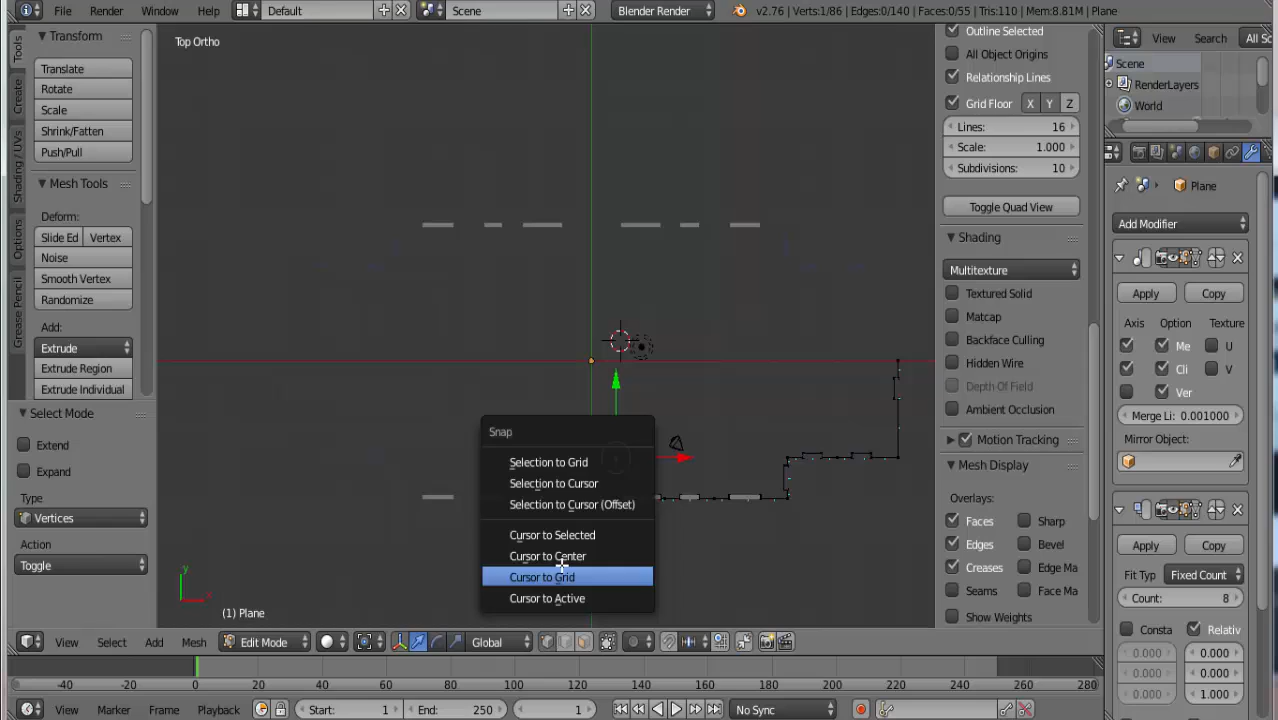 File Render Window Help Default Scene Blender Render v2.76 | Verts:1/86 | Edges:0/140 | Faces:0/55 | Tris:110 | Mem:8.81M | Plane
Tools
Create
Shading / UVs
Options
Grease Pencil
Transform
Translate
Rotate
Scale
Shrink/Fatten
Push/Pull
Mesh Tools
Deform:
Slide Ed Vertex
Noise
Smooth Vertex
Randomize
Add:
Extrude
Extrude Region
Extrude Individual
Select Mode
Extend
Expand
Type
Vertices
Action
Toggle
Top Ortho
Snap
Selection to Grid
Selection to Cursor
Selection to Cursor (Offset)
Cursor to Selected
Cursor to Center
Cursor to Grid
Cursor to Active
y
x
(1) Plane
Outline Selected
All Object Origins
Relationship Lines
Grid Floor X Y Z
Lines: 16
Scale: 1.000
Subdivisions: 10
Toggle Quad View
Shading
Multitexture
Textured Solid
Matcap
Backface Culling
Hidden Wire
Depth Of Field
Ambient Occlusion
Motion Tracking
Mesh Display
Overlays:
Faces Sharp
Edges Bevel
Creases Edge Ma
Seams Face Ma
Show Weights
View Search All Sc
Scene
RenderLayers
World
Plane
Add Modifier
Apply Copy
Axis Option Texture
Me U
Cli V
Ver
Merge Li: 0.001000
Mirror Object:
Apply Copy
Fit Typ Fixed Count
Count: 8
Consta Relativ
0.000 0.000
0.000 0.000
0.000 1.000
View Select Add Mesh Edit Mode Global
-40 -20 0 20 40 60 80 100 120 140 160 180 200 220 240 260 280
View Marker Frame Playback Start: 1 End: 250 1 No Sync